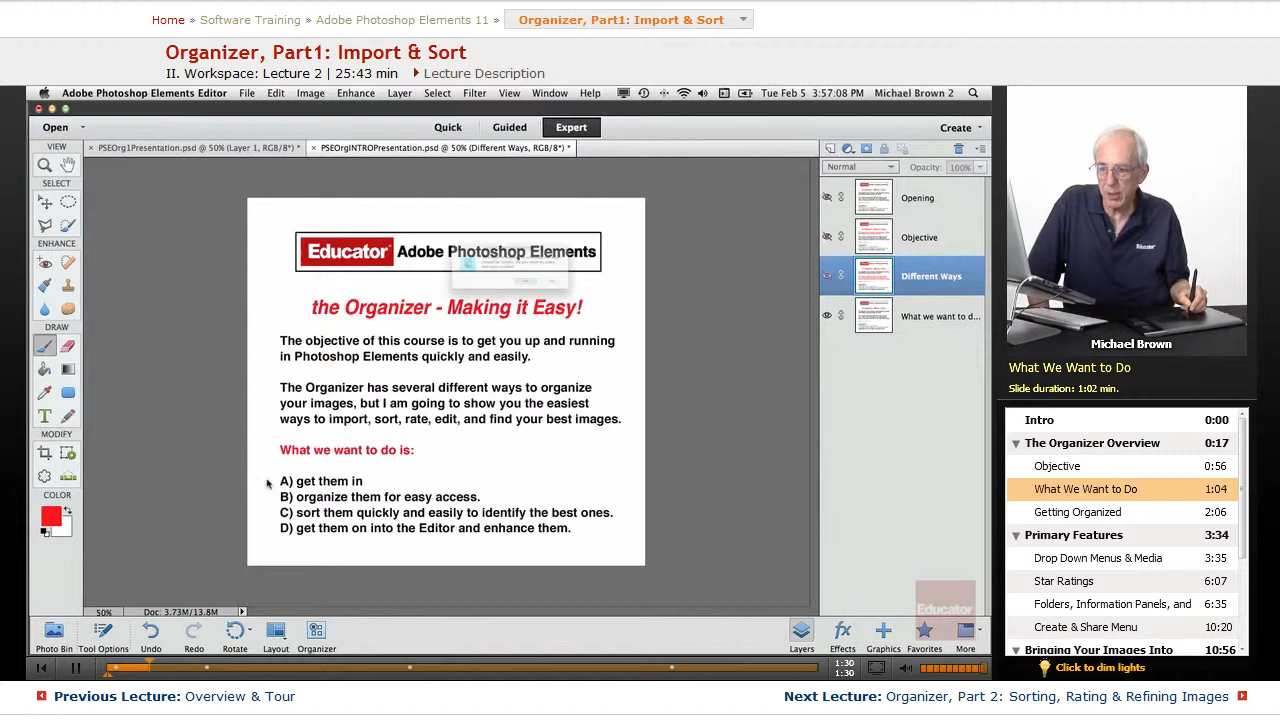 Home » Software Training » Adobe Photoshop Elements 11 » Organizer, Part1: Import & Sort
Organizer, Part1: Import & Sort
II. Workspace: Lecture 2 | 25:43 min Lecture Description
Adobe Photoshop Elements Editor File Edit Image Enhance Layer Select Filter View Window Help Tue Feb 5 3:57:08 PM Michael Brown 2
Open Quick Guided Expert Create
VIEW × PSEOrg1Presentation.psd @ 50% (Layer 1, RGB/8*) * × PSEOrgINTROPresentation.psd @ 50% (Different Ways, RGB/8*) *
Normal Opacity: 100%
SELECT
Opening
ENHANCE
Objective
Different Ways
What we want to d...
DRAW
MODIFY
COLOR
Educator Adobe Photoshop Elements
the Organizer - Making it Easy!
The objective of this course is to get you up and running
in Photoshop Elements quickly and easily.
The Organizer has several different ways to organize
your images, but I am going to show you the easiest
ways to import, sort, rate, edit, and find your best images.
What we want to do is:
A) get them in
B) organize them for easy access.
C) sort them quickly and easily to identify the best ones.
D) get them on into the Editor and enhance them.
Educator
50% Doc: 3.73M/13.8M
Photo Bin Tool Options Undo Redo Rotate Layout Organizer Layers Effects Graphics Favorites More
1:30
1:30
Educator
Michael Brown
What We Want to Do
Slide duration: 1:02 min.
Intro 0:00
The Organizer Overview 0:17
Objective 0:56
What We Want to Do 1:04
Getting Organized 2:06
Primary Features 3:34
Drop Down Menus & Media 3:35
Star Ratings 6:07
Folders, Information Panels, and 6:35
Create & Share Menu 10:20
Bringing Your Images Into 10:56
Click to dim lights
Previous Lecture: Overview & Tour
Next Lecture: Organizer, Part 2: Sorting, Rating & Refining Images